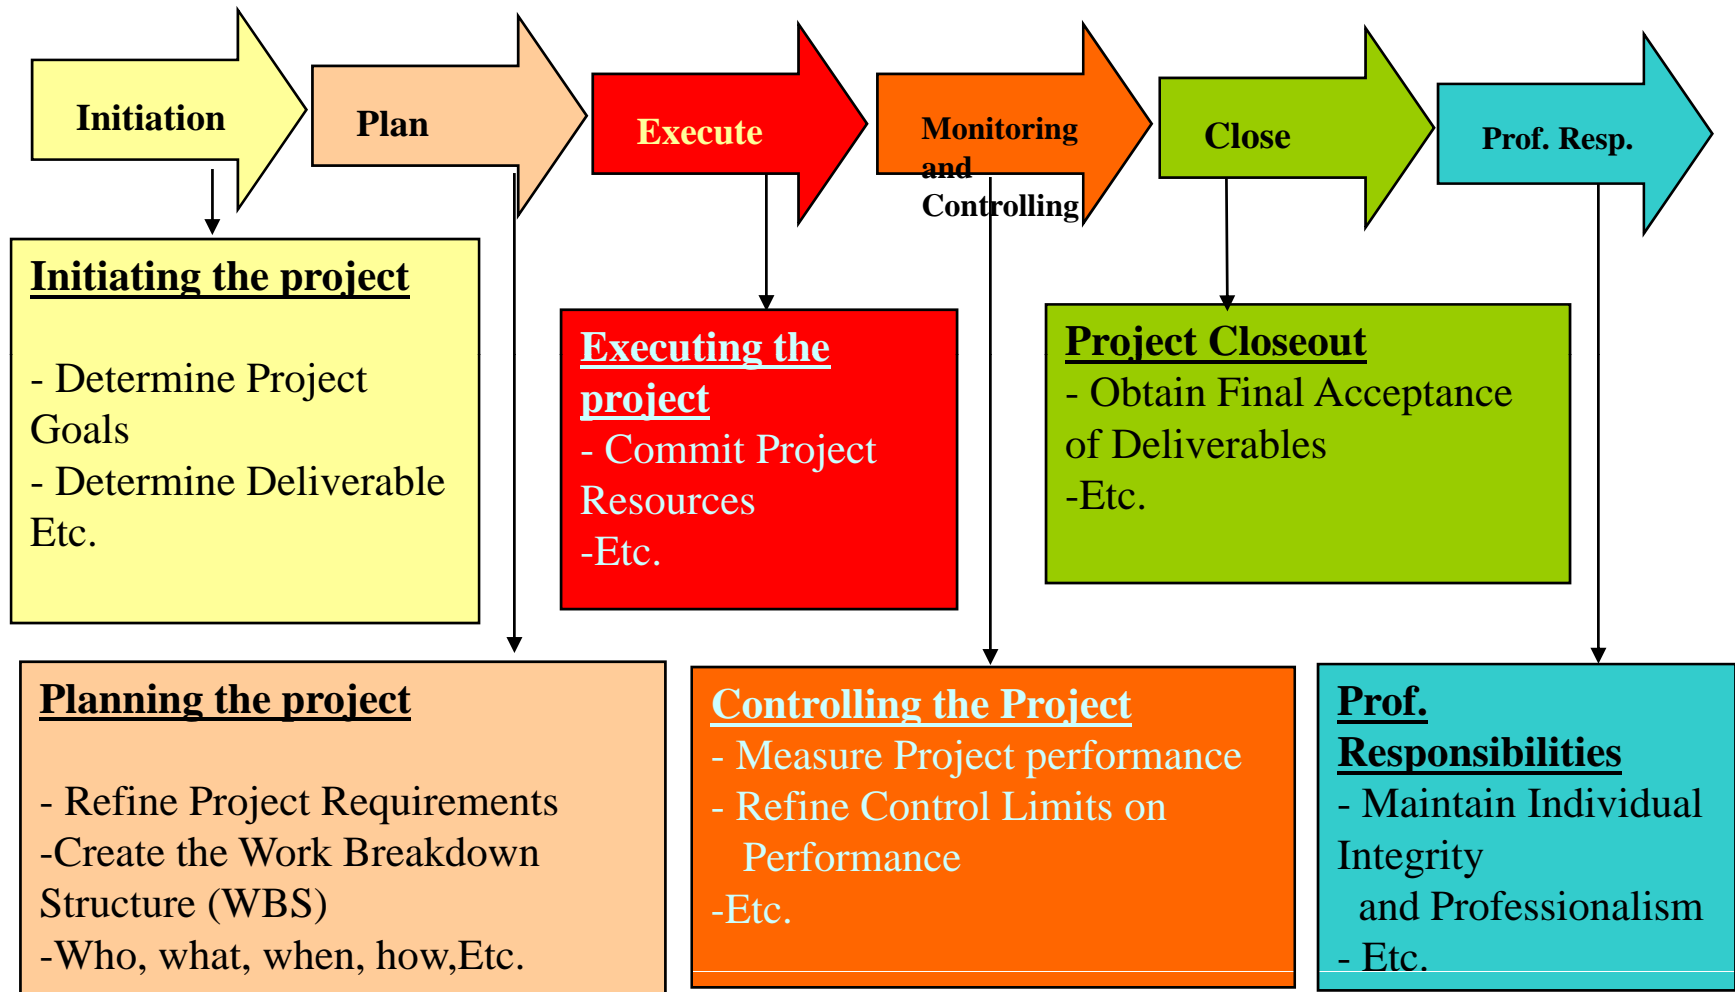 Initiation
Plan
Execute
Monitoring
and
Controlling
Close
Prof. Resp.
Initiating the project
- Determine Project
Goals
- Determine Deliverable
Etc.
Executing the
project
- Commit Project
Resources
-Etc.
Project Closeout
- Obtain Final Acceptance
of Deliverables
-Etc.
Planning the project
- Refine Project Requirements
-Create the Work Breakdown
Structure (WBS)
-Who, what, when, how,Etc.
Controlling the Project
- Measure Project performance
- Refine Control Limits on
Performance
-Etc.
Prof.
Responsibilities
- Maintain Individual
Integrity
and Professionalism
- Etc.